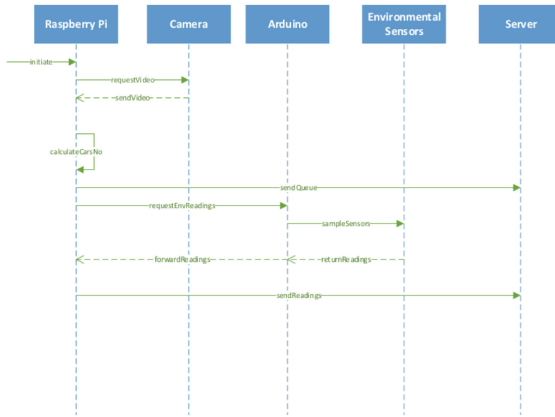 Raspberry Pi
Camera
Arduino
Environmental
Sensors
Server
initiate
requestVideo
sendVideo
calculateCarsNo
sendQueue
requestEnvReadings
sampleSensors
forwardReadings
returnReadings
sendReadings